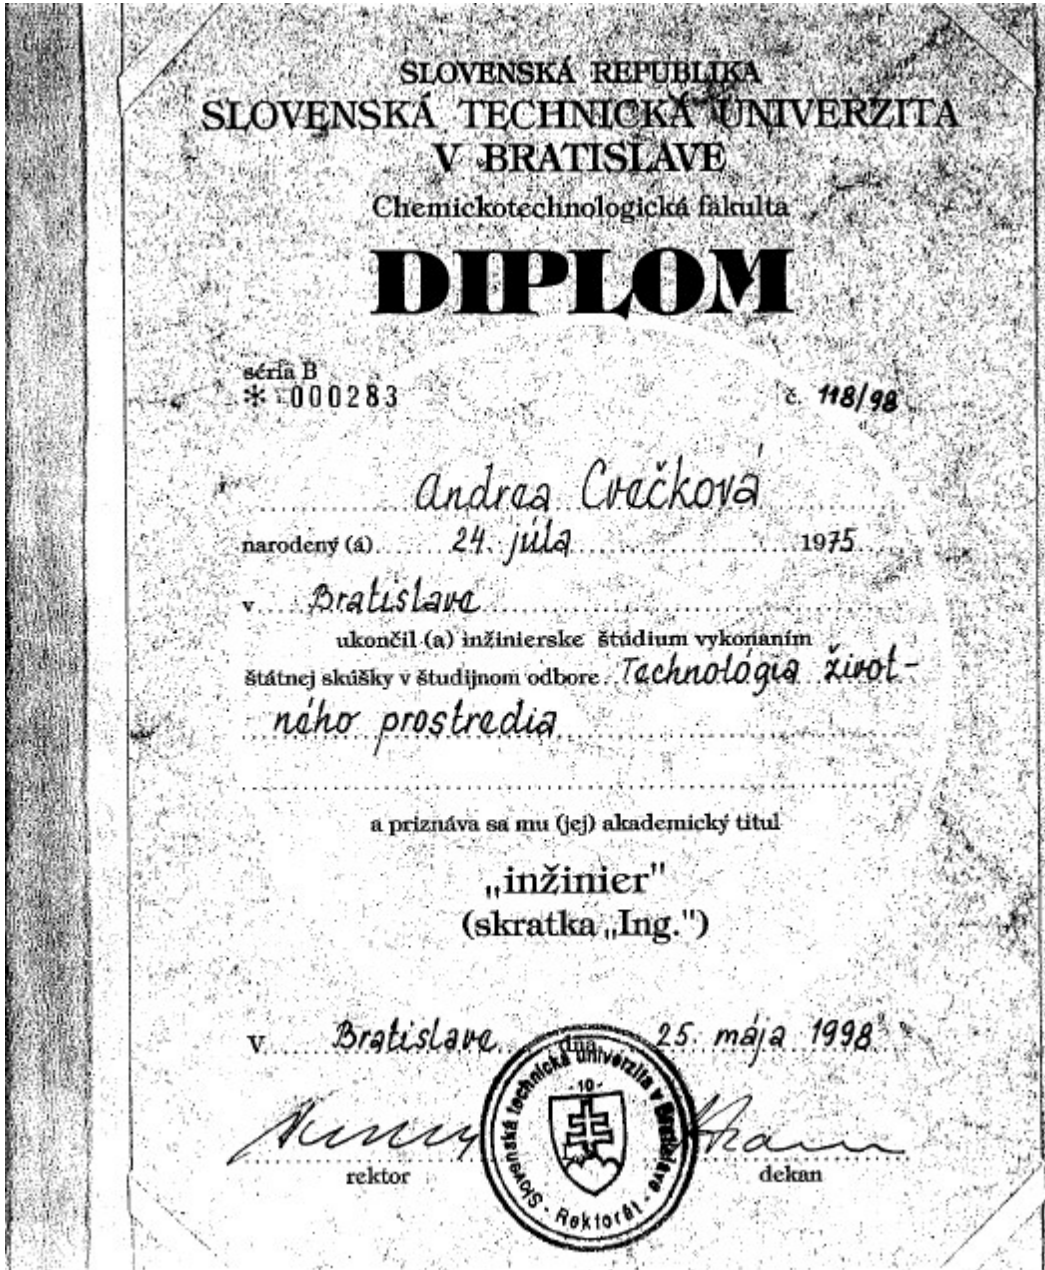 SLOVENSKÁ REPUBLIKA
SLOVENSKÁ TECHNICKÁ UNIVERZITA
V BRATISLAVE
Chemickotechnologická fakulta
DIPLOM
séria B
* 000283
č. 118/98
Andrea Cvečková
narodený (á) 24. júla 1975
v Bratislave
ukončil (a) inžinierske štúdium vykonaním
štátnej skúšky v študijnom odbore Technológia život-
ného prostredia
a priznáva sa mu (jej) akademický titul
„inžinier"
(skratka „Ing.")
V Bratislave dňa 25. mája 1998
rektor
dekan
Slovenská technická univerzita v Bratislave
- 10 -
- Rektorát -